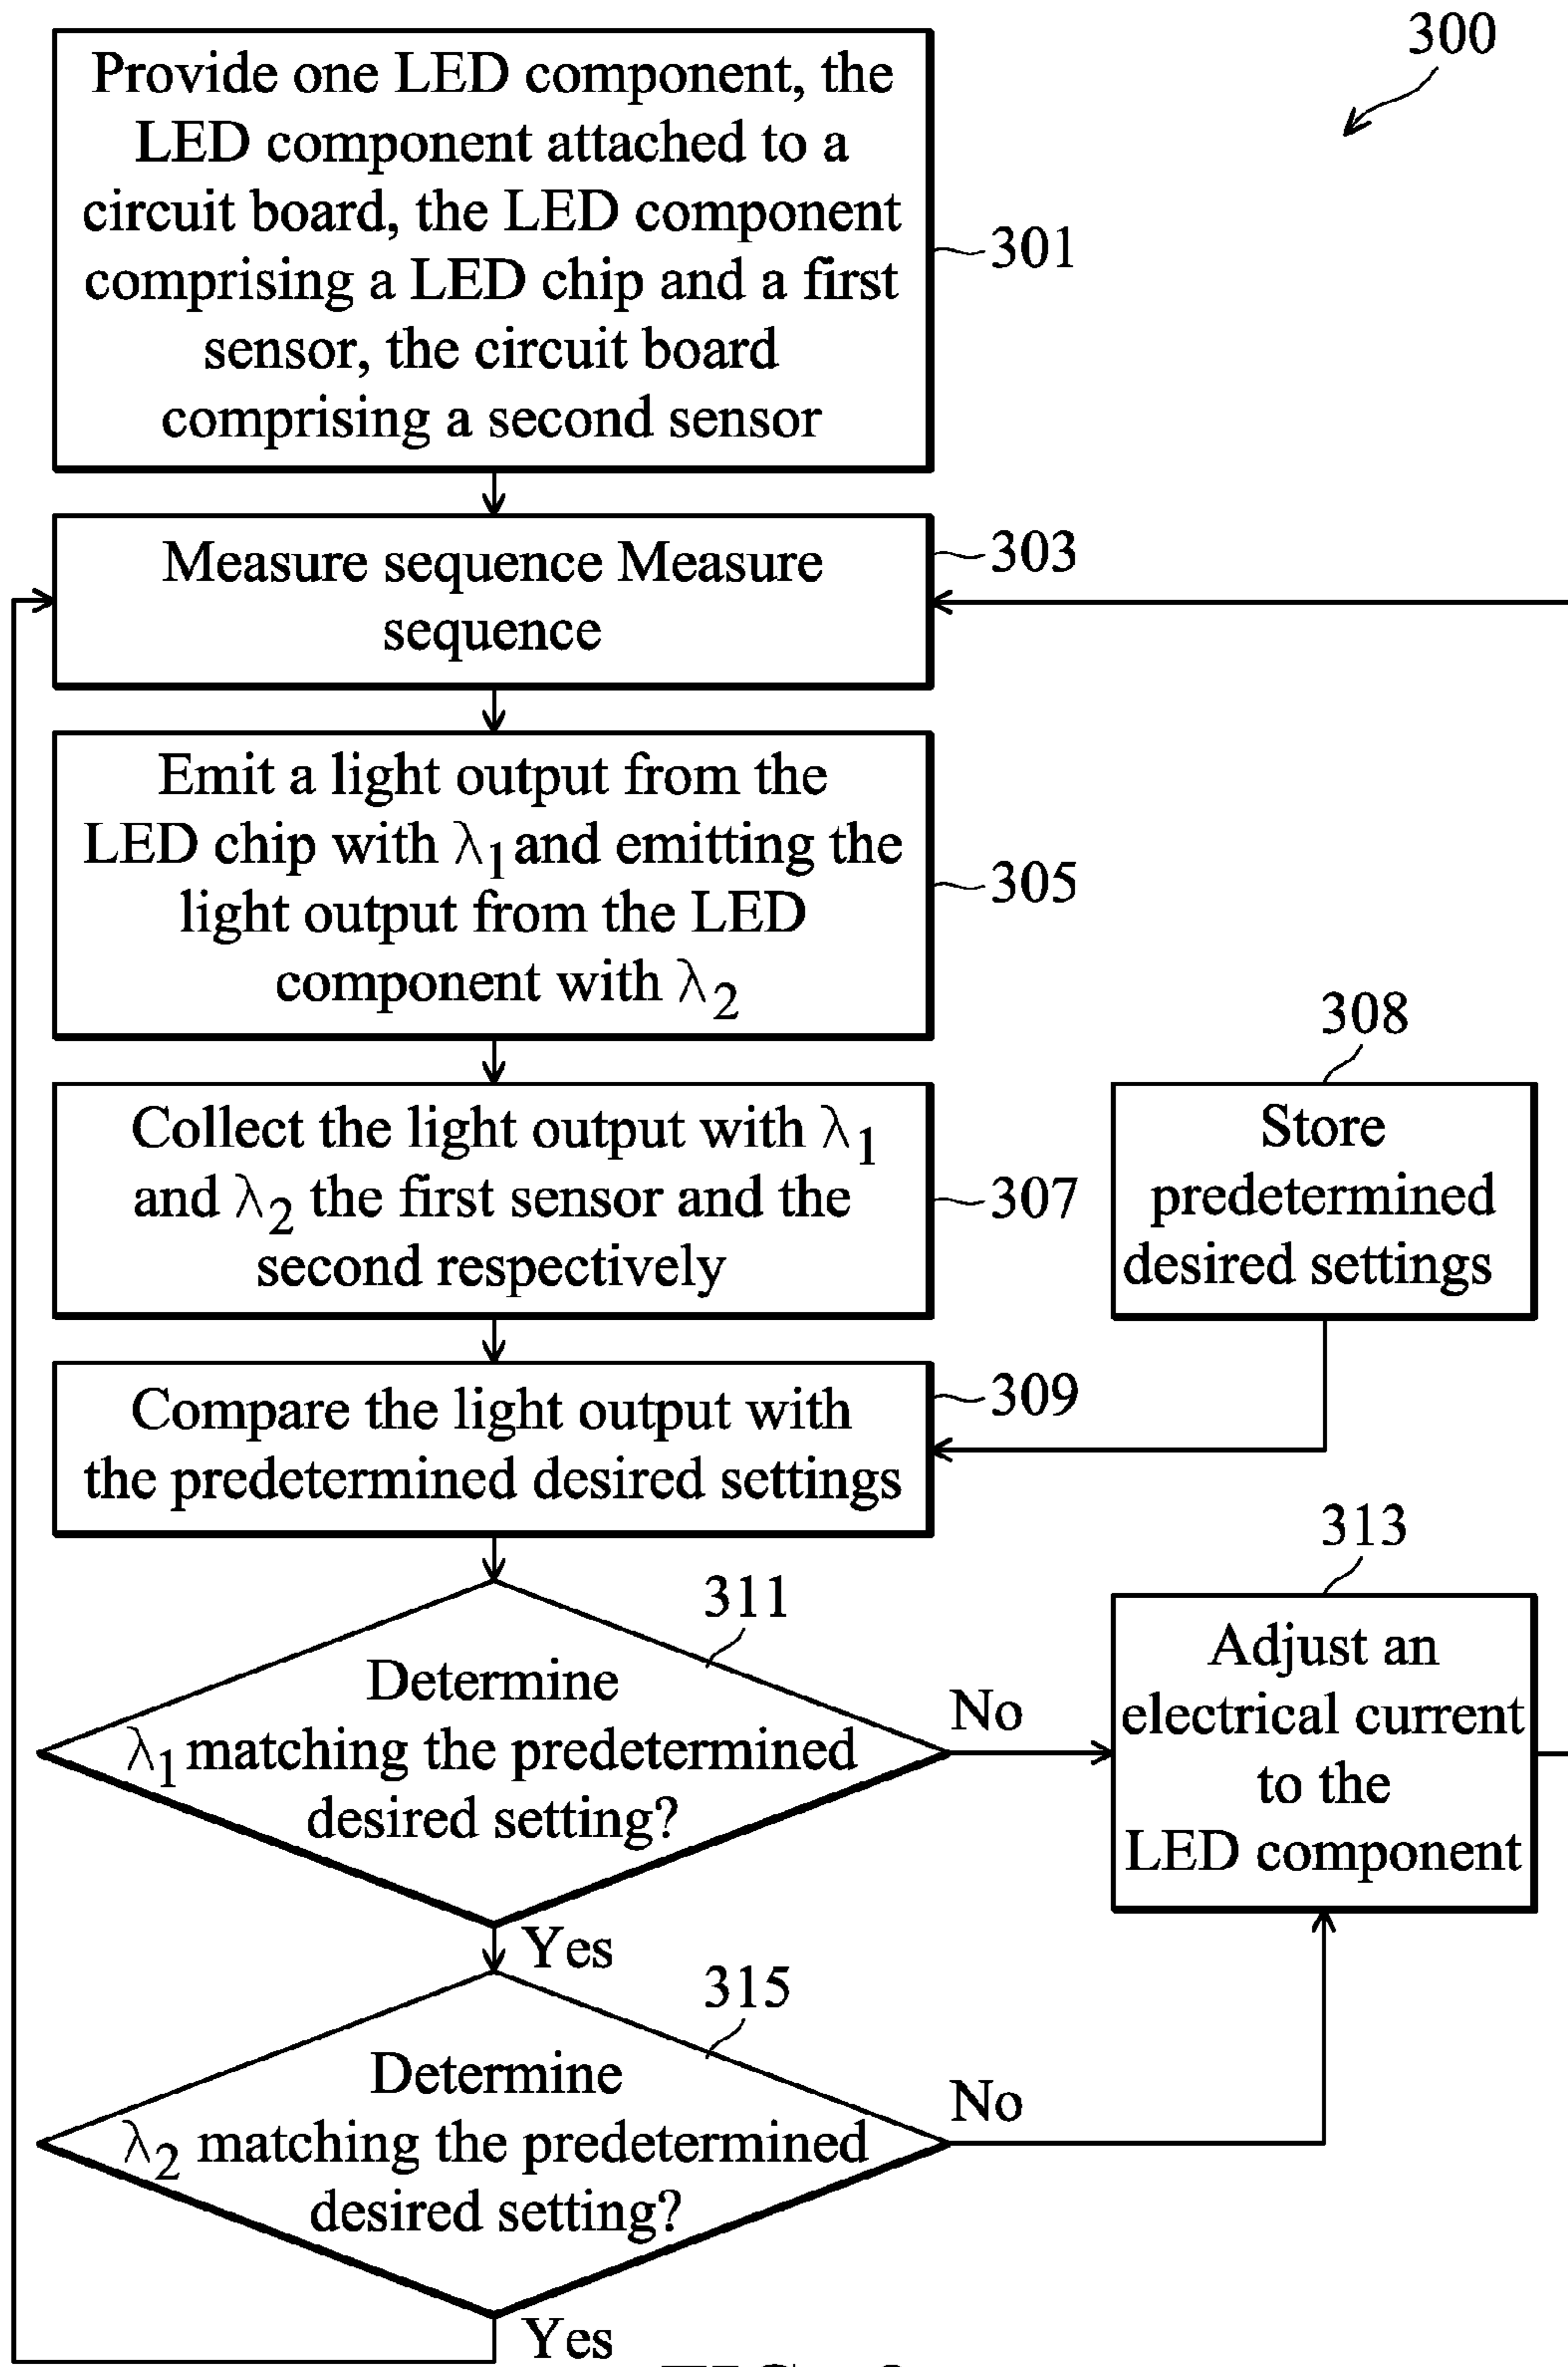 300
Provide one LED component, the
LED component attached to a
circuit board, the LED component
comprising a LED chip and a first
sensor, the circuit board
comprising a second sensor
301
Measure sequence Measure
sequence
303
Emit a light output from the
LED chip with λ1 and emitting the
light output from the LED
component with λ2
305
Collect the light output with λ1
and λ2 the first sensor and the
second respectively
307
308
Store
predetermined
desired settings
Compare the light output with
the predetermined desired settings
309
311
Determine
λ1 matching the predetermined
desired setting?
No
Yes
313
Adjust an
electrical current
to the
LED component
315
Determine
λ2 matching the predetermined
desired setting?
No
Yes